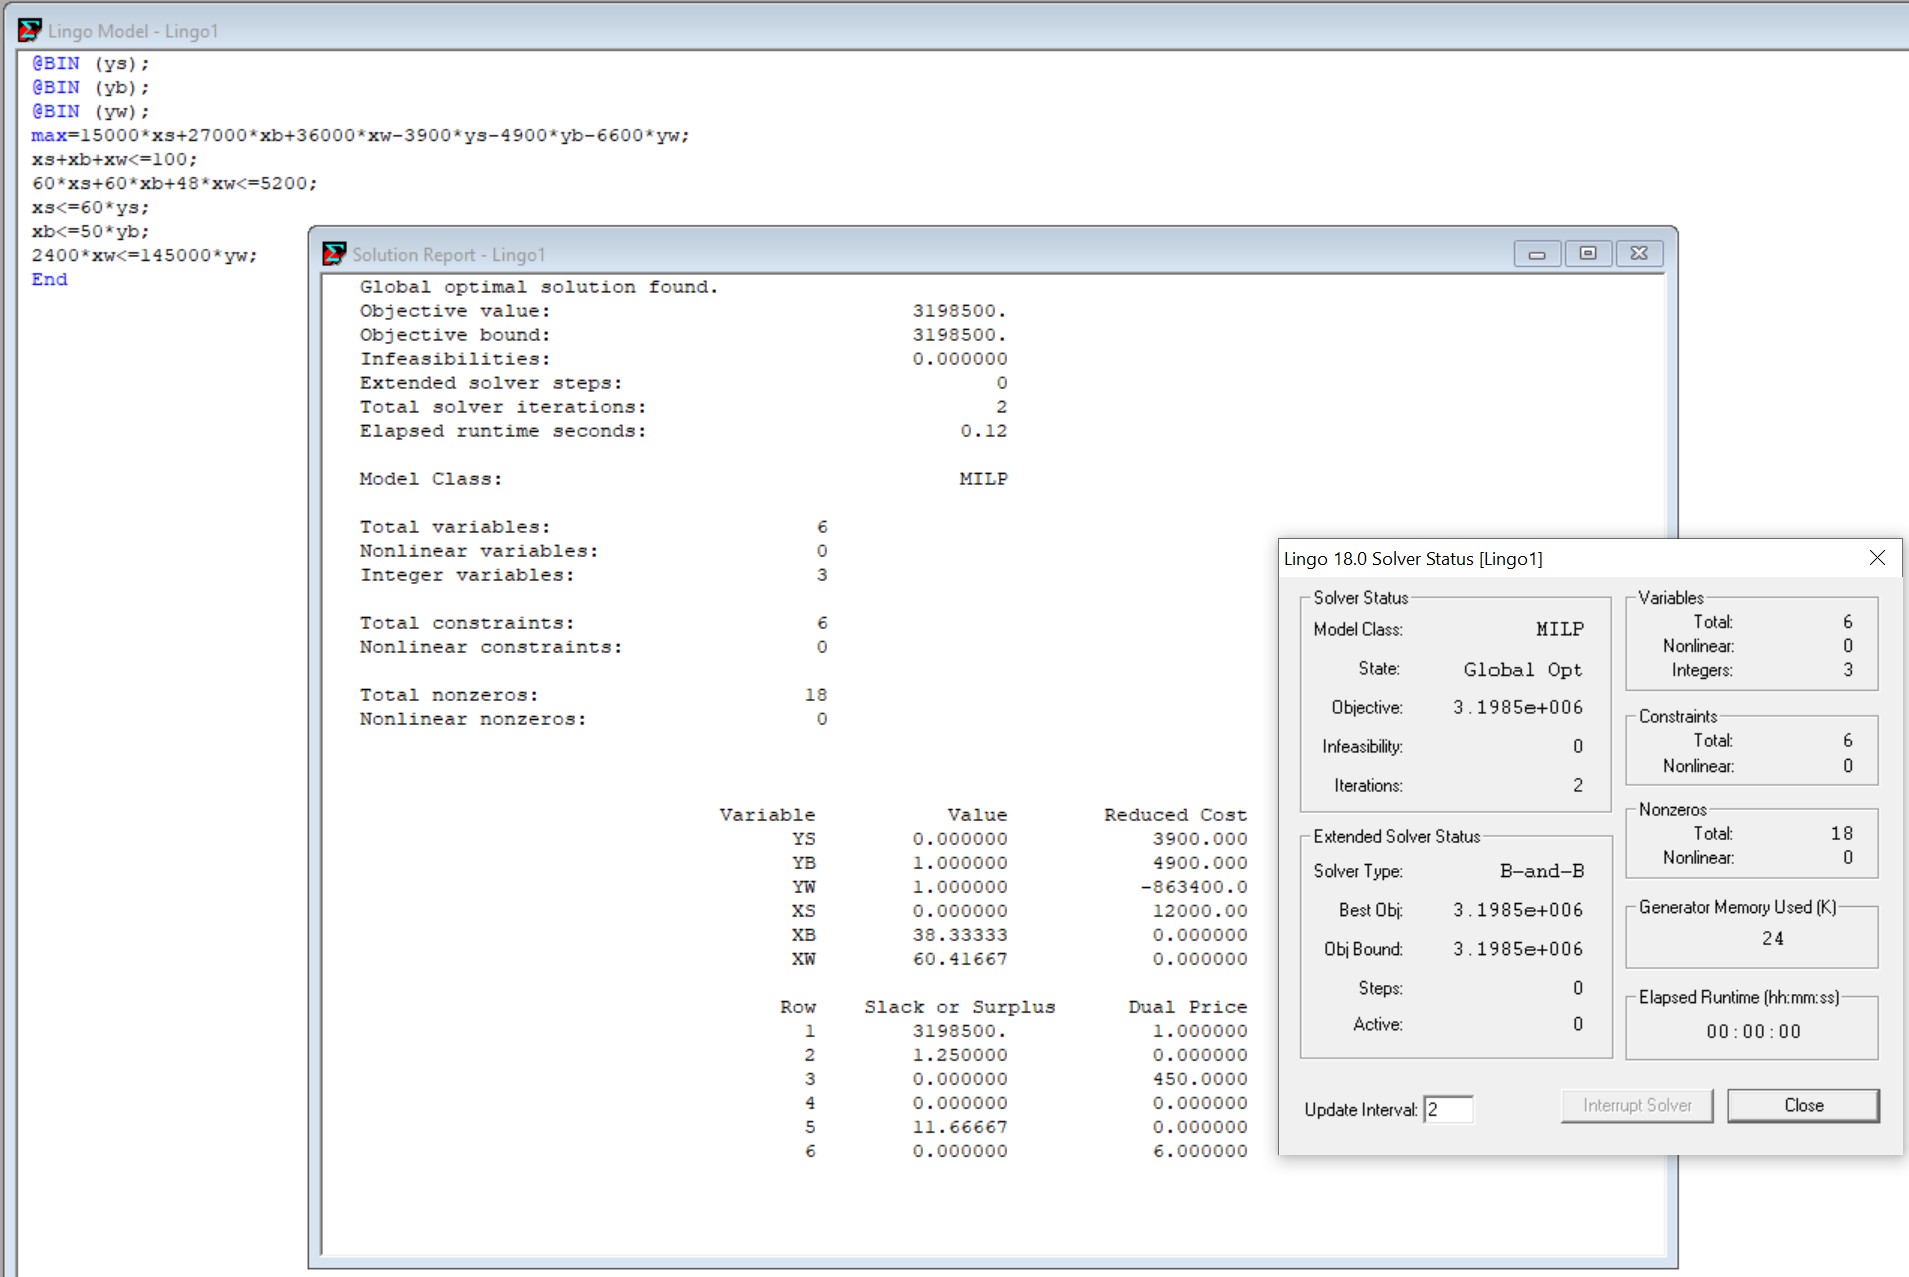 Lingo Model - Lingo1
@BIN (ys);
@BIN (yb);
@BIN (yw);
max=15000*xs+27000*xb+36000*xw-3900*ys-4900*yb-6600*yw;
xs+xb+xw<=100;
60*xs+60*xb+48*xw<=5200;
xs<=60*ys;
xb<=50*yb;
2400*xw<=145000*yw;
End
Solution Report - Lingo1
Global optimal solution found.
Objective value: 3198500.
Objective bound: 3198500.
Infeasibilities: 0.000000
Extended solver steps: 0
Total solver iterations: 2
Elapsed runtime seconds: 0.12
Model Class: MILP
Total variables: 6
Nonlinear variables: 0
Integer variables: 3
Total constraints: 6
Nonlinear constraints: 0
Total nonzeros: 18
Nonlinear nonzeros: 0
Variable Value Reduced Cost
YS 0.000000 3900.000
YB 1.000000 4900.000
YW 1.000000 -863400.0
XS 0.000000 12000.00
XB 38.33333 0.000000
XW 60.41667 0.000000
Row Slack or Surplus Dual Price
1 3198500. 1.000000
2 1.250000 0.000000
3 0.000000 450.0000
4 0.000000 0.000000
5 11.66667 0.000000
6 0.000000 6.000000
Lingo 18.0 Solver Status [Lingo1]
Solver Status
Model Class: MILP
State: Global Opt
Objective: 3.1985e+006
Infeasibility: 0
Iterations: 2
Extended Solver Status
Solver Type: B-and-B
Best Obj: 3.1985e+006
Obj Bound: 3.1985e+006
Steps: 0
Active: 0
Variables
Total: 6
Nonlinear: 0
Integers: 3
Constraints
Total: 6
Nonlinear: 0
Nonzeros
Total: 18
Nonlinear: 0
Generator Memory Used (K)
24
Elapsed Runtime (hh:mm:ss)
00:00:00
Update Interval: 2
Interrupt Solver
Close